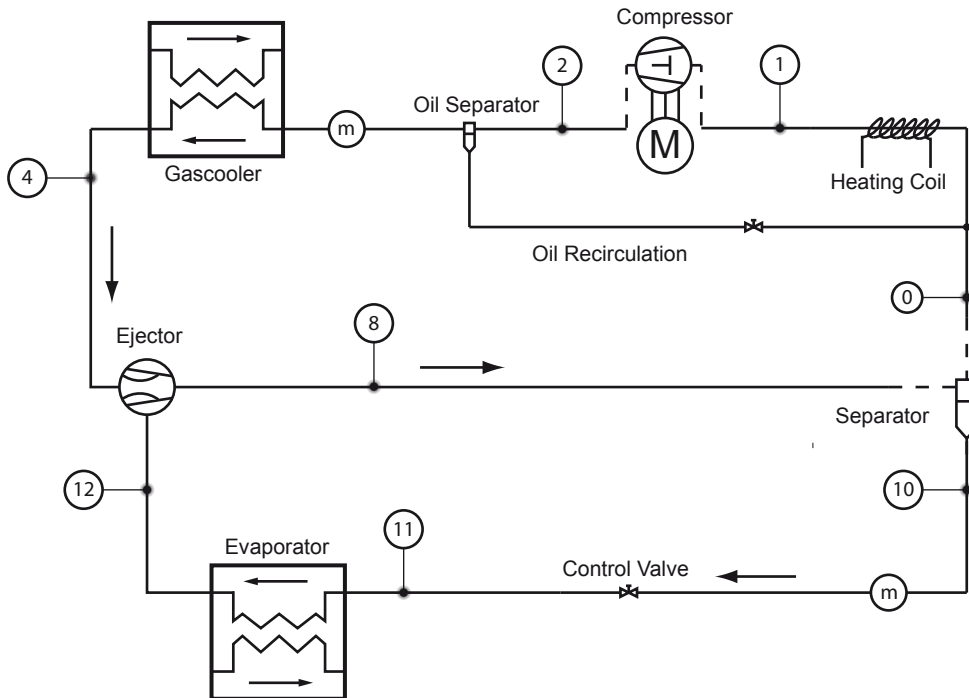 Compressor
2
1
Oil Separator
m
M
Gascooler
Heating Coil
4
Oil Recirculation
0
Ejector
8
Separator
12
10
11
Evaporator
Control Valve
m